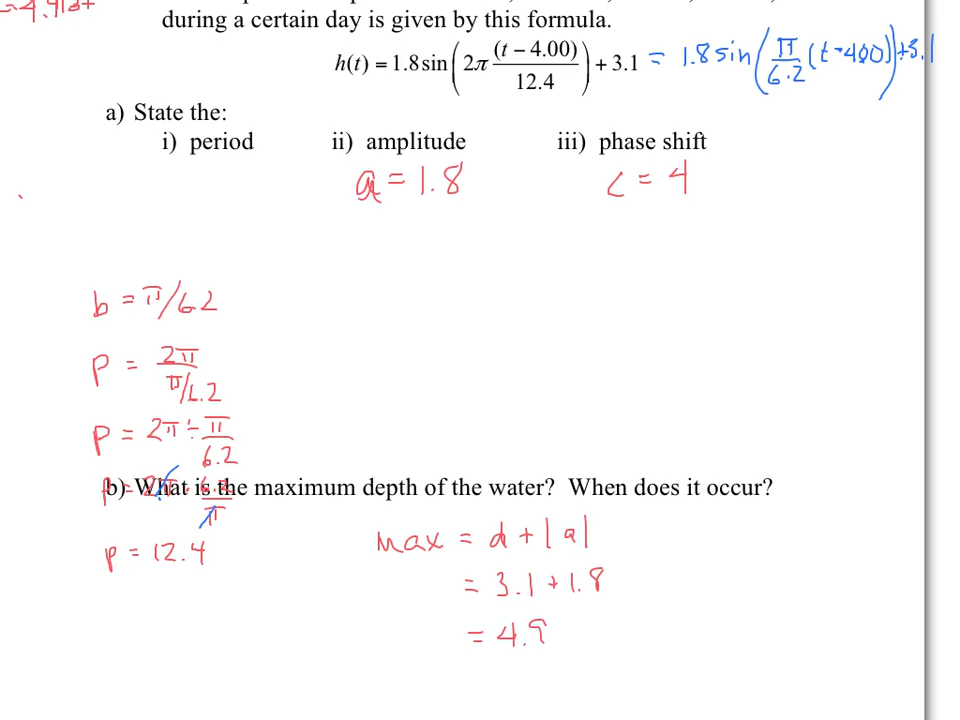 during a certain day is given by this formula.
h(t) = 1.8 sin(2π (t − 4.00)/12.4) + 3.1 = 1.8 sin(π/6.2 (t - 400)) + 3.1
a) State the:
i) period ii) amplitude iii) phase shift
a = 1.8 c = 4
b = π/62
P = 2π / π/6.2
P = 2π ÷ π/6.2
b) What is the maximum depth of the water? When does it occur?
P = 2π · 6.2/π
p = 12.4
max = d + |a|
= 3.1 + 1.8
= 4.9